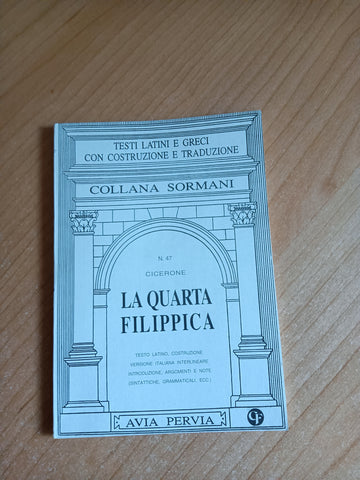 TESTI LATINI E GRECI
CON COSTRUZIONE E TRADUZIONE
COLLANA SORMANI
N. 47
CICERONE
LA QUARTA
FILIPPICA
TESTO LATINO, COSTRUZIONE
VERSIONE ITALIANA INTERLINEARE
INTRODUZIONE, ARGOMENTI E NOTE
(SINTATTICHE, GRAMMATICALI, ECC.)
AVIA PERVIA